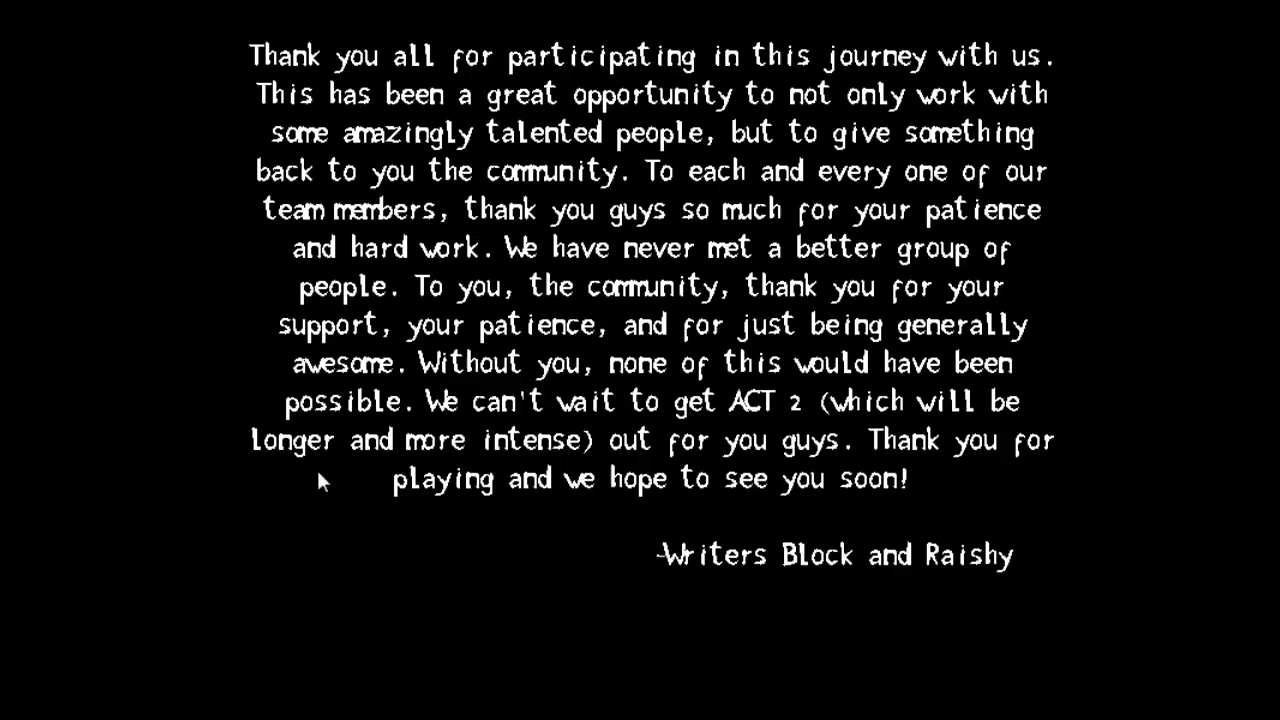 Thank you all for participating in this journey with us.
This has been a great opportunity to not only work with
some amazingly talented people, but to give something
back to you the community. To each and every one of our
team members, thank you guys so much for your patience
and hard work. We have never met a better group of
people. To you, the community, thank you for your
support, your patience, and for just being generally
awesome. Without you, none of this would have been
possible. We can't wait to get ACT 2 (which will be
longer and more intense) out for you guys. Thank you for
playing and we hope to see you soon!
-Writers Block and Raishy